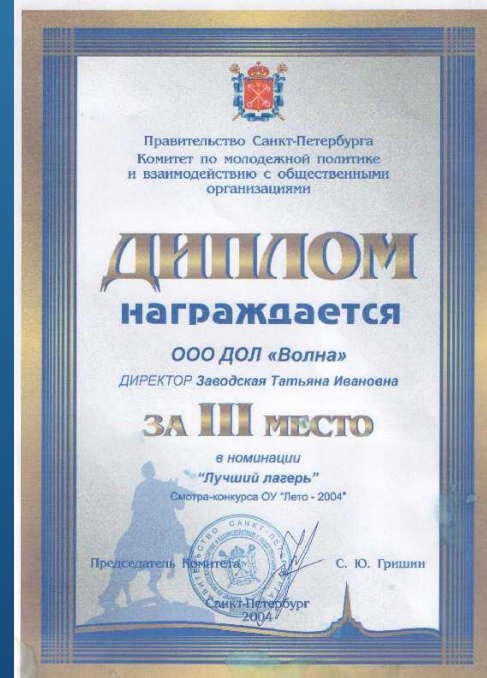 Правительство Санкт-Петербурга
Комитет по молодежной политике
и взаимодействию с общественными
организациями
ДИПЛОМ
награждается
ООО ДОЛ «Волна»
ДИРЕКТОР Заводская Татьяна Ивановна
ЗА III МЕСТО
в номинации
"Лучший лагерь"
Смотра-конкурса ОУ "Лето - 2004"
Председатель Комитета
С. Ю. Гришин
Санкт-Петербург
2004